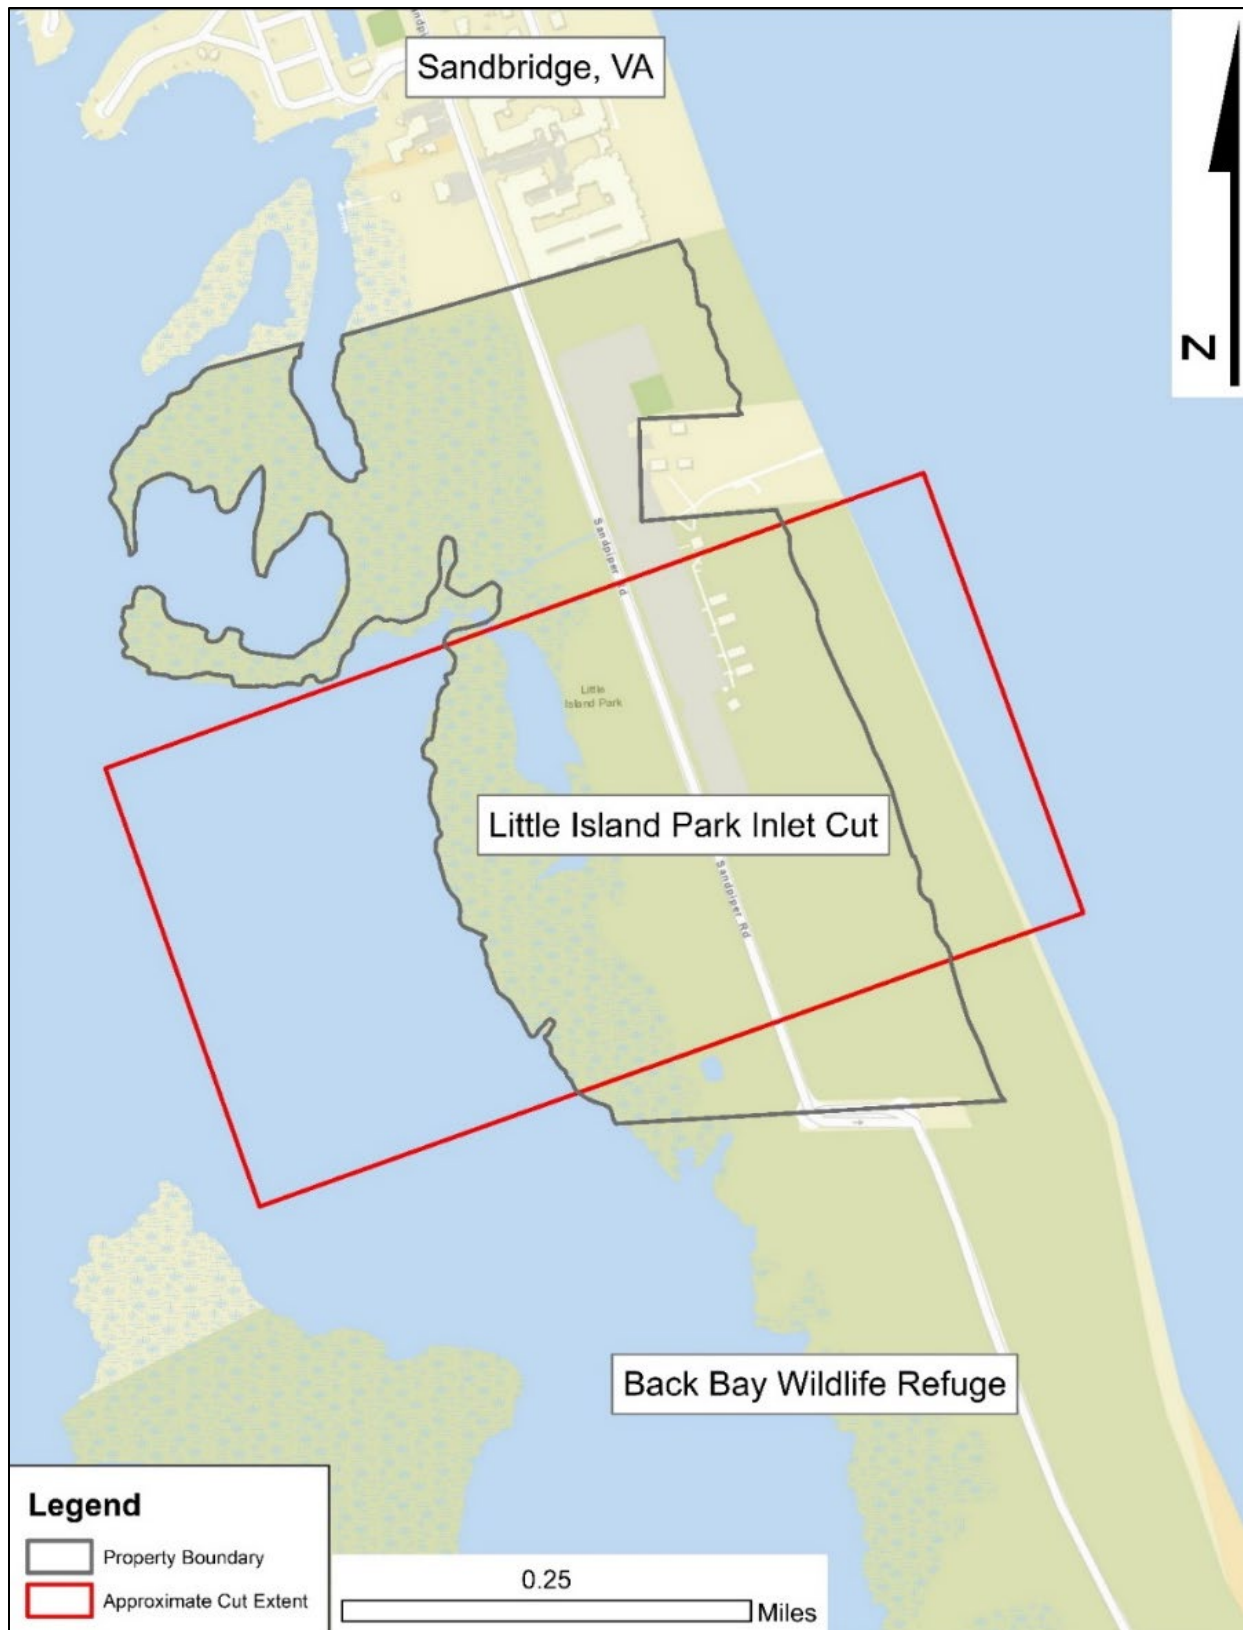 Sandpi
Sandbridge, VA
N
Sandpiper Rd
Little
Island Park
Little Island Park Inlet Cut
Sandpiper Rd
Back Bay Wildlife Refuge
Legend
Property Boundary
Approximate Cut Extent
0.25
Miles